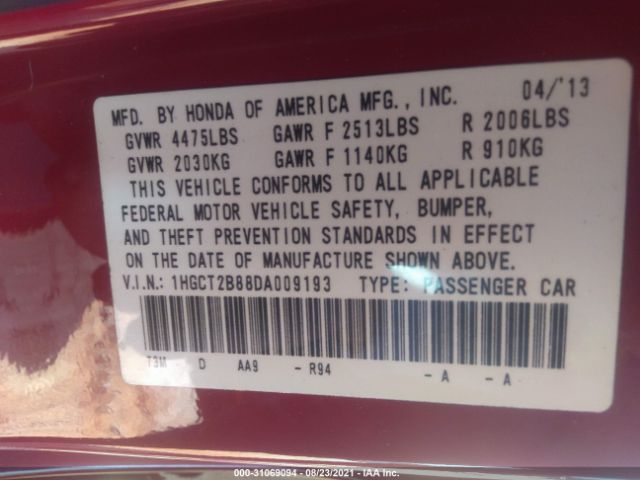 04/'13
MFD. BY HONDA OF AMERICA MFG., INC.
GVWR 4475LBS GAWR F 2513LBS R 2006LBS
GVWR 2030KG GAWR F 1140KG R 910KG
THIS VEHICLE CONFORMS TO ALL APPLICABLE
FEDERAL MOTOR VEHICLE SAFETY, BUMPER,
AND THEFT PREVENTION STANDARDS IN EFFECT
ON THE DATE OF MANUFACTURE SHOWN ABOVE.
V.I.N.: 1HGCT2B88DA009193 TYPE: PASSENGER CAR
T3M D AA9 - R94 - A - A
000-31069094 - 08/23/2021 - IAA Inc.